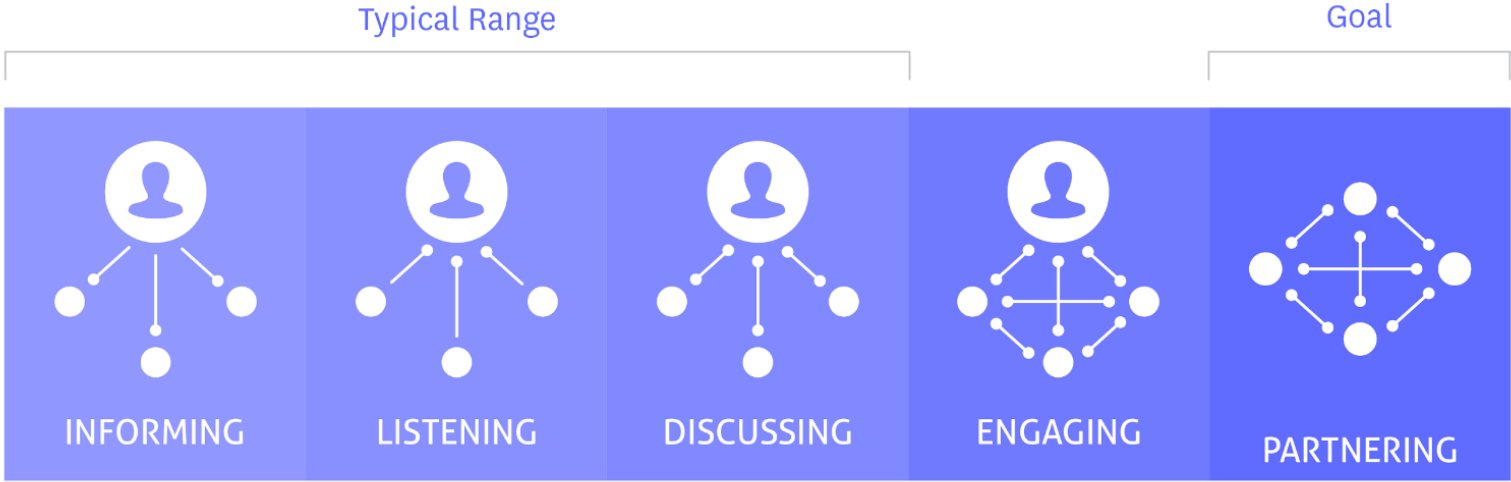 Typical Range
Goal
INFORMING
LISTENING
DISCUSSING
ENGAGING
PARTNERING